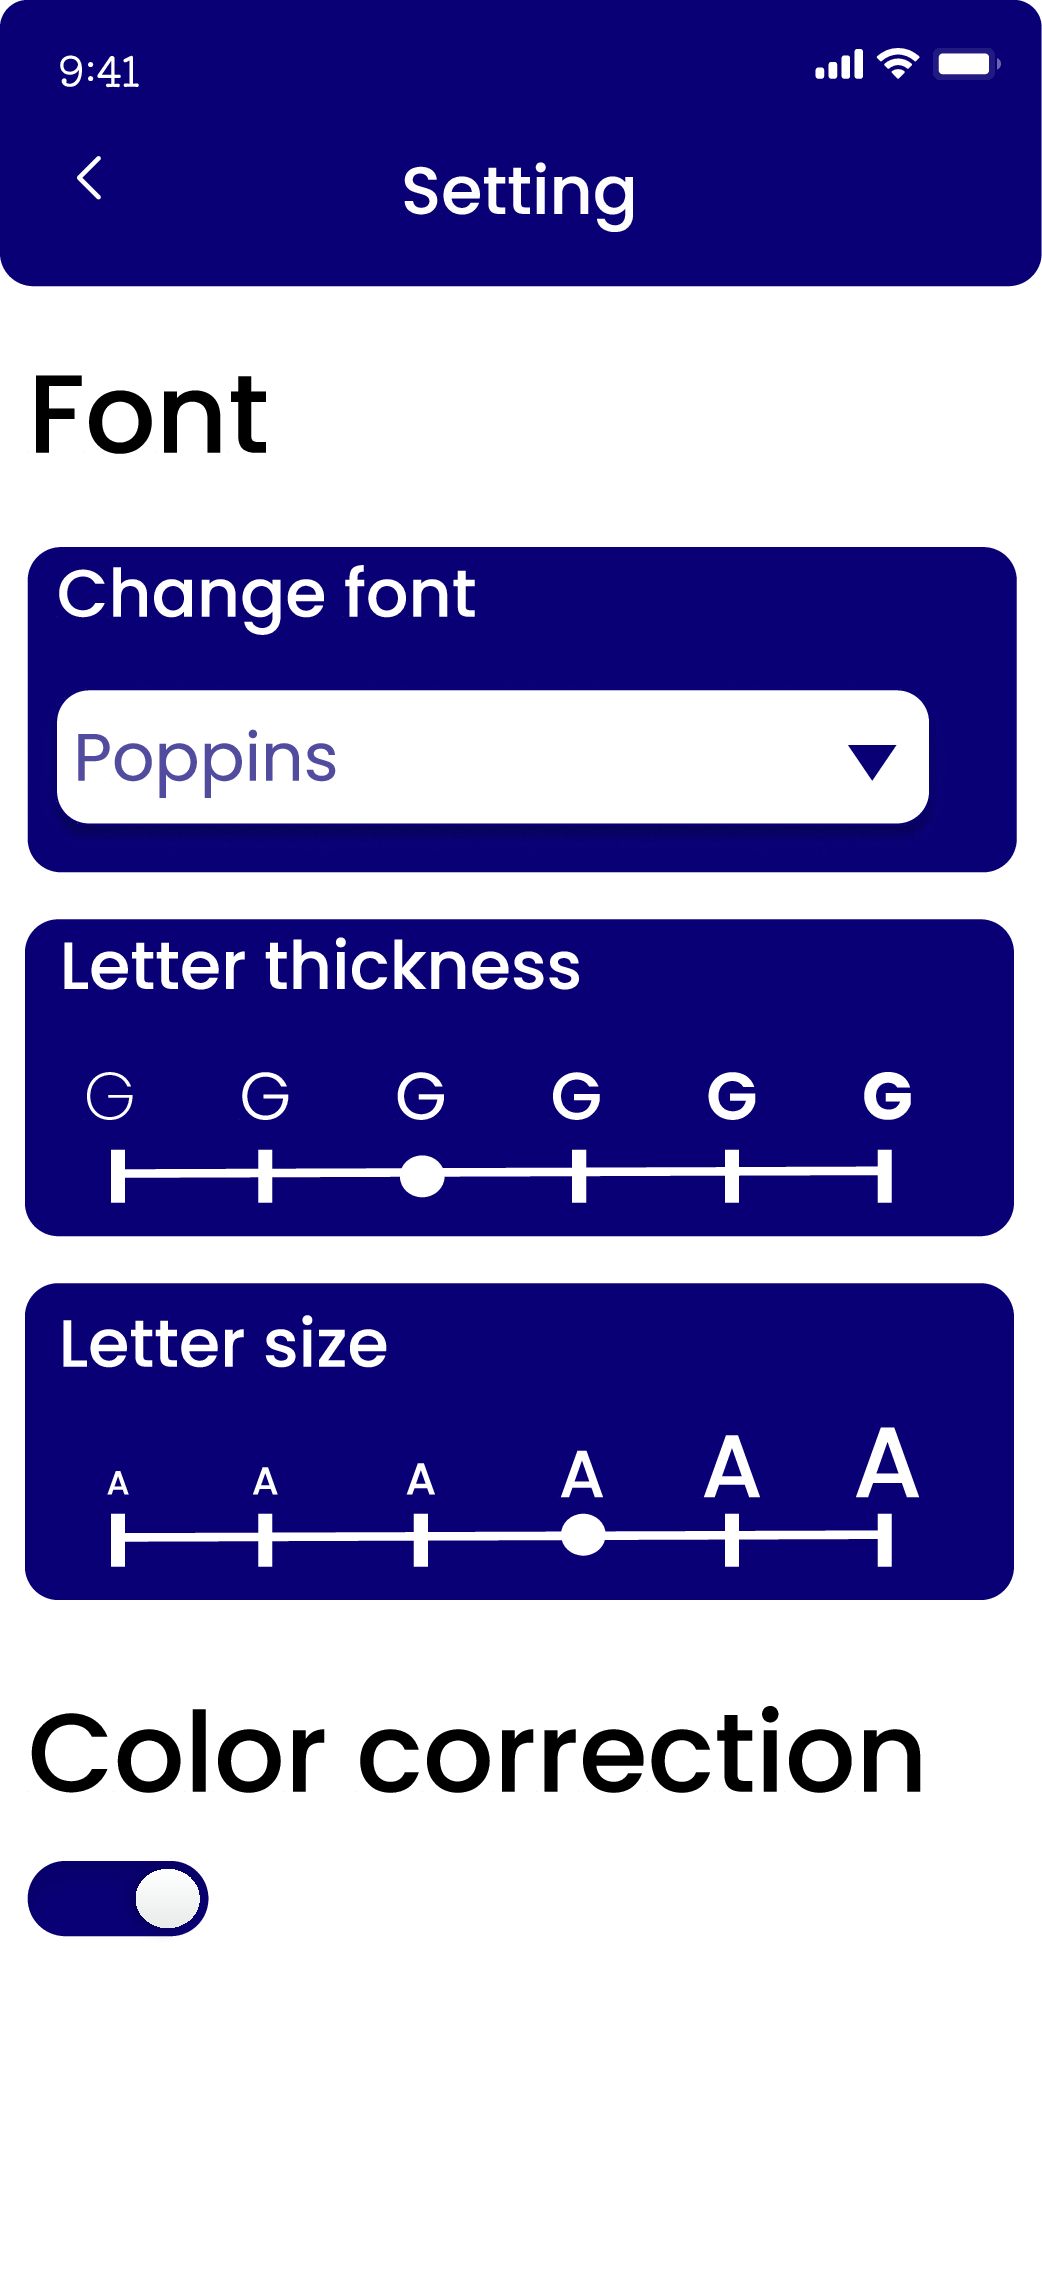 9:41
Setting
Font
Change font
Poppins
Letter thickness
G G G G G G
Letter size
A A A A A A
Color correction